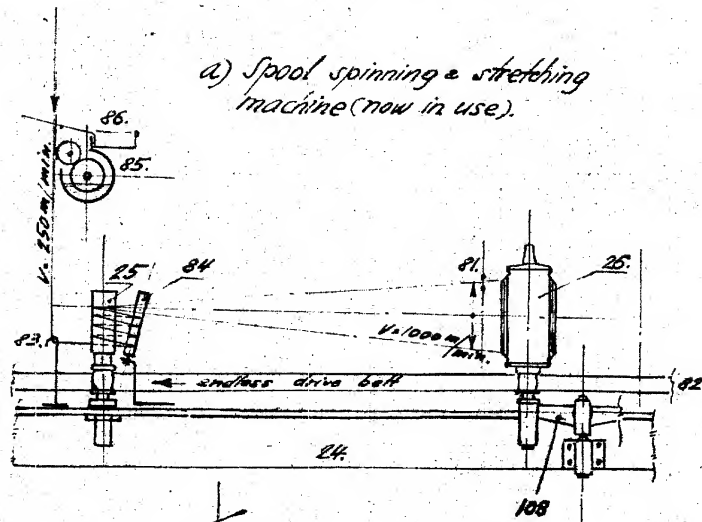 a) Spool spinning & stretching
machine (now in use).
86.
85.
V= 250 m/min.
25
84
81.
26.
83.
V=1000 m/
min.
endless drive belt
82
24.
108